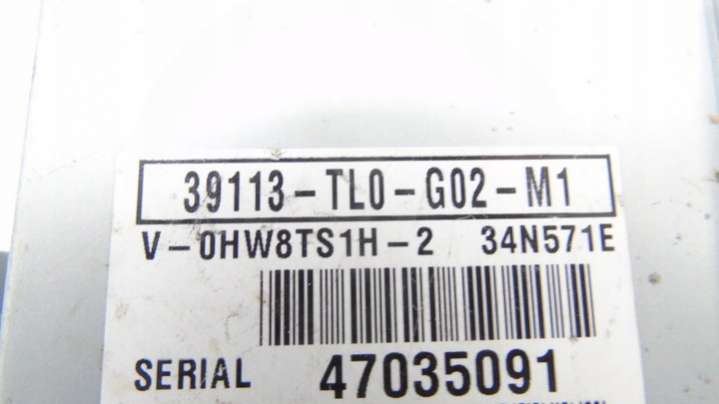 39113-TL0-G02-M1
V-0HW8TS1H-2 34N571E
SERIAL 47035091